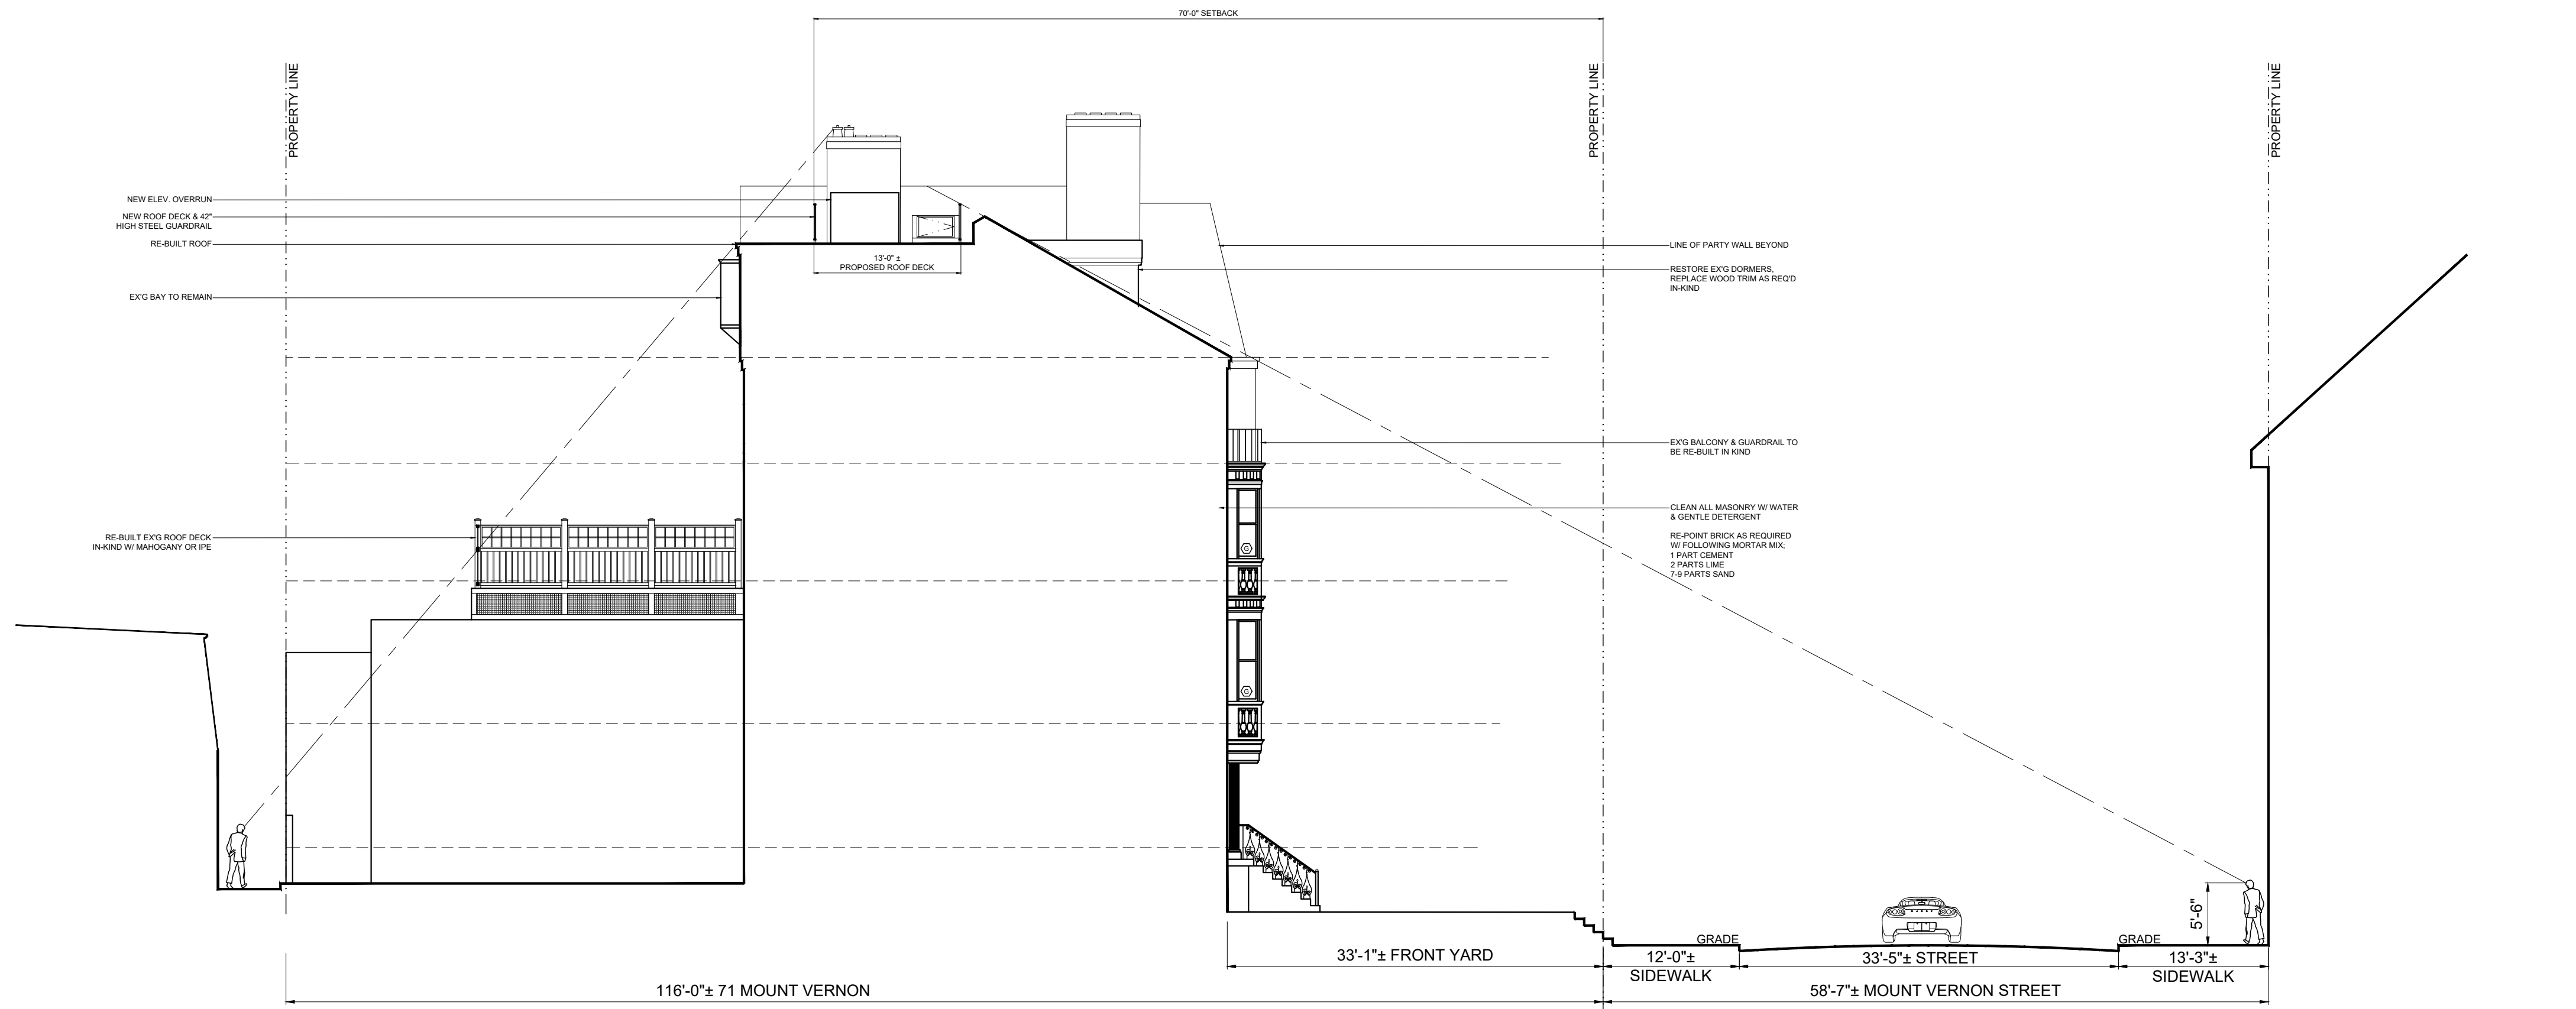 70'-0" SETBACK
PROPERTY LINE
PROPERTY LINE
PROPERTY LINE
NEW ELEV. OVERRUN
NEW ROOF DECK & 42"
HIGH STEEL GUARDRAIL
RE-BUILT ROOF
13'-0" ±
PROPOSED ROOF DECK
EX'G BAY TO REMAIN
RE-BUILT EX'G ROOF DECK
IN-KIND W/ MAHOGANY OR IPE
LINE OF PARTY WALL BEYOND
RESTORE EX'G DORMERS,
REPLACE WOOD TRIM AS REQ'D
IN-KIND
EX'G BALCONY & GUARDRAIL TO
BE RE-BUILT IN KIND
CLEAN ALL MASONRY W/ WATER
& GENTLE DETERGENT
RE-POINT BRICK AS REQUIRED
W/ FOLLOWING MORTAR MIX;
1 PART CEMENT
2 PARTS LIME
7-9 PARTS SAND
G
G
5'-6"
GRADE
GRADE
33'-1"± FRONT YARD
12'-0"±
SIDEWALK
33'-5"± STREET
13'-3"±
SIDEWALK
116'-0"± 71 MOUNT VERNON
58'-7"± MOUNT VERNON STREET